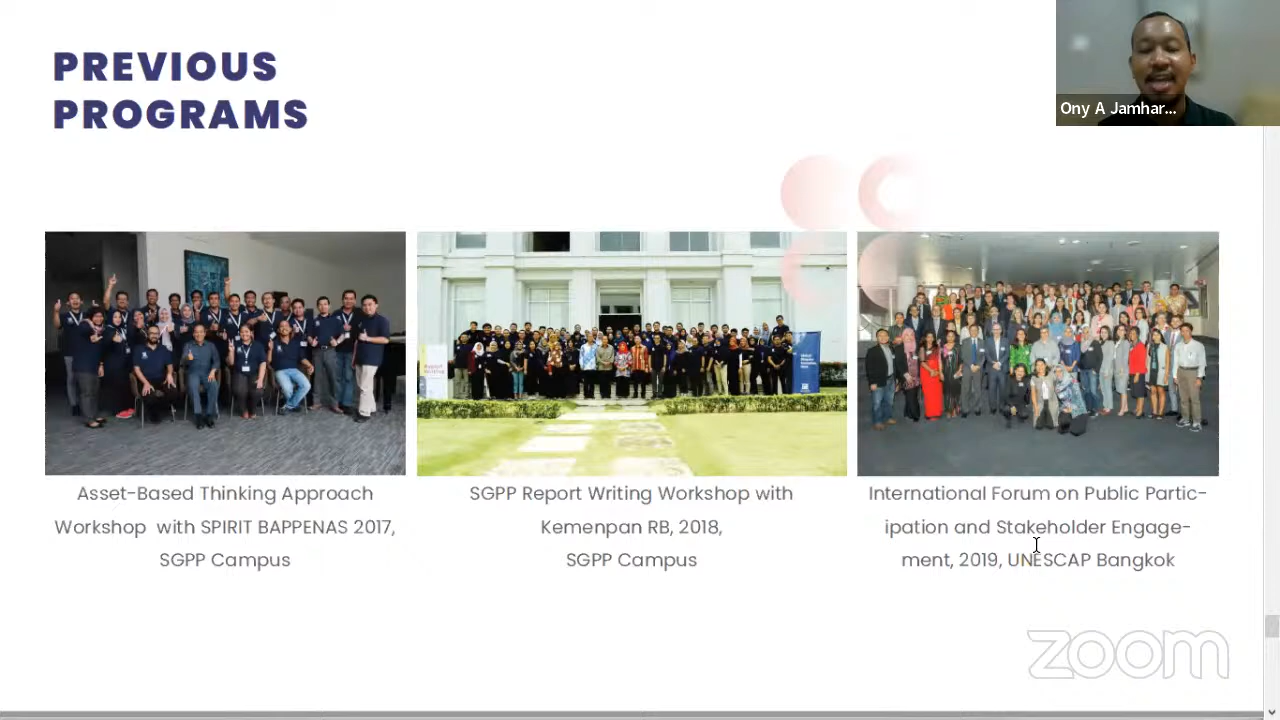 PREVIOUS
PROGRAMS
Ony A Jamhar...
Asset-Based Thinking Approach
Workshop with SPIRIT BAPPENAS 2017,
SGPP Campus
SGPP Report Writing Workshop with
Kemenpan RB, 2018,
SGPP Campus
International Forum on Public Partic-
ipation and Stakeholder Engage-
ment, 2019, UNESCAP Bangkok
zoom